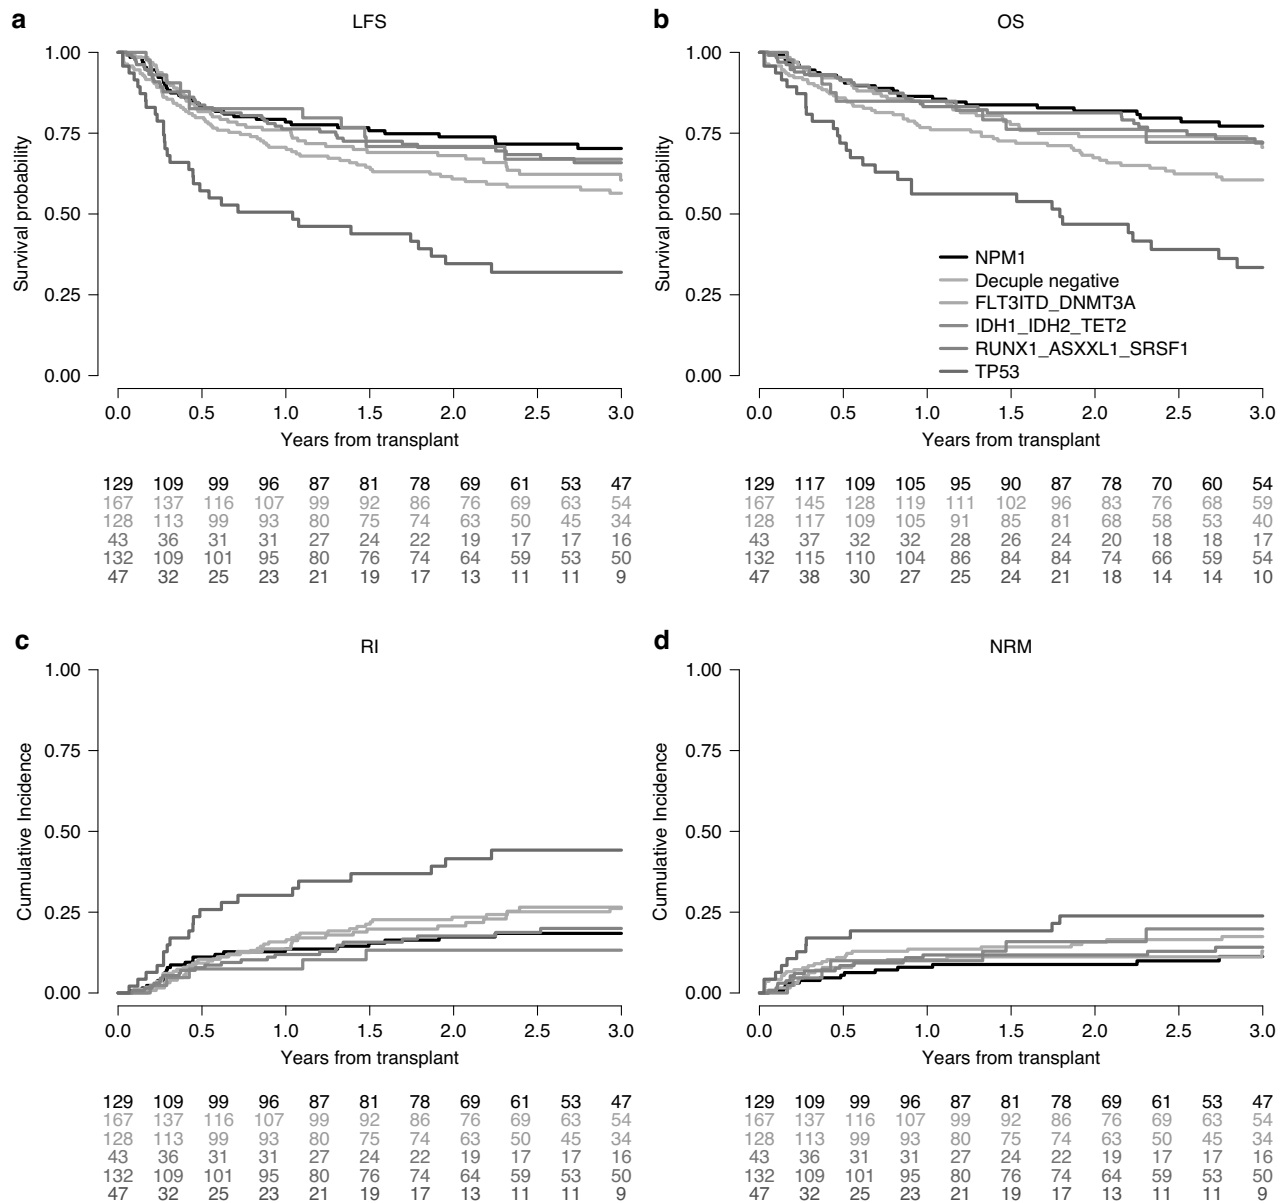 a
LFS
1.00
0.75
0.50
0.25
0.00
Survival probability
0.0 0.5 1.0 1.5 2.0 2.5 3.0
Years from transplant
129 109 99 96 87 81 78 69 61 53 47
167 137 116 107 99 92 86 76 69 63 54
128 113 99 93 80 75 74 63 50 45 34
43 36 31 31 27 24 22 19 17 17 16
132 109 101 95 80 76 74 64 59 53 50
47 32 25 23 21 19 17 13 11 11 9
b
OS
1.00
0.75
0.50
0.25
0.00
Survival probability
NPM1
Decuple negative
FLT3ITD_DNMT3A
IDH1_IDH2_TET2
RUNX1_ASXXL1_SRSF1
TP53
0.0 0.5 1.0 1.5 2.0 2.5 3.0
Years from transplant
129 117 109 105 95 90 87 78 70 60 54
167 145 128 119 111 102 96 83 76 68 59
128 117 109 105 91 85 81 68 58 53 40
43 37 32 32 28 26 24 20 18 18 17
132 115 110 104 86 84 84 74 66 59 54
47 38 30 27 25 24 21 18 14 14 10
c
RI
1.00
0.75
0.50
0.25
0.00
Cumulative Incidence
0.0 0.5 1.0 1.5 2.0 2.5 3.0
Years from transplant
129 109 99 96 87 81 78 69 61 53 47
167 137 116 107 99 92 86 76 69 63 54
128 113 99 93 80 75 74 63 50 45 34
43 36 31 31 27 24 22 19 17 17 16
132 109 101 95 80 76 74 64 59 53 50
47 32 25 23 21 19 17 13 11 11 9
d
NRM
1.00
0.75
0.50
0.25
0.00
Cumulative Incidence
0.0 0.5 1.0 1.5 2.0 2.5 3.0
Years from transplant
129 109 99 96 87 81 78 69 61 53 47
167 137 116 107 99 92 86 76 69 63 54
128 113 99 93 80 75 74 63 50 45 34
43 36 31 31 27 24 22 19 17 17 16
132 109 101 95 80 76 74 64 59 53 50
47 32 25 23 21 19 17 13 11 11 9